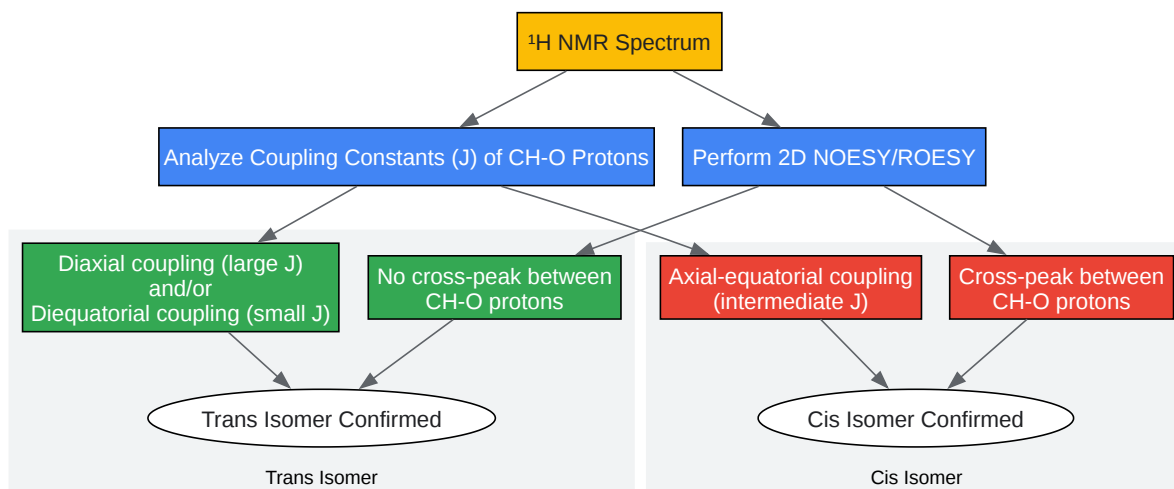 ¹H NMR Spectrum
Analyze Coupling Constants (J) of CH-O Protons
Perform 2D NOESY/ROESY
Diaxial coupling (large J)
and/or
Diequatorial coupling (small J)
No cross-peak between
CH-O protons
Axial-equatorial coupling
(intermediate J)
Cross-peak between
CH-O protons
Trans Isomer Confirmed
Cis Isomer Confirmed
Trans Isomer
Cis Isomer